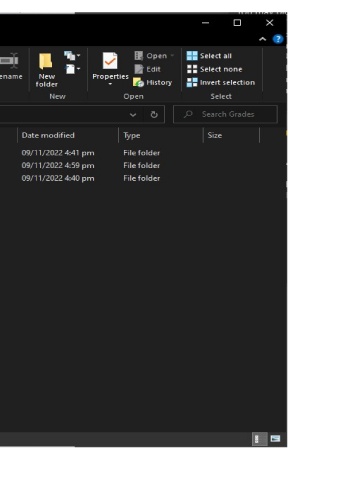 Open
Select all
Edit
Select none
ename
New folder
Properties
History
Invert selection
New
Open
Select
Search Grades
Date modified
Type
Size
09/11/2022 4:41 pm
File folder
09/11/2022 4:59 pm
File folder
09/11/2022 4:40 pm
File folder